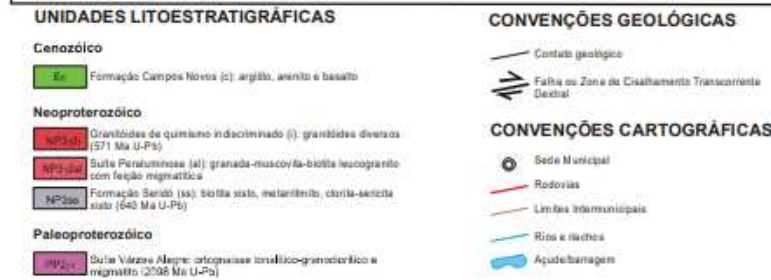 UNIDADES LITOESTRATIGRÁFICAS
Cenozóico
Formação Campos Novos (c): argilito, arenito e basalto
Neoproterozóico
Granitóides de quimismo indiscriminado (i): granitóides diversos
(571 Ma U-Pb)
Suíte Peraluminosa (al): granada-muscovita-biotita leucogranito
com feição migmatítica
NP3ss
Formação Seridó (ss): biotita xisto, metarritmito, clorita-sericita
xisto (640 Ma U-Pb)
Paleoproterozóico
Suíte Várzea Alegre: ortognaisse tonalítico-granodiorítico e
migmatito (2098 Ma U-Pb)
CONVENÇÕES GEOLÓGICAS
Contato geológico
Falha ou Zona de Cisalhamento Transcorrente
Dextral
CONVENÇÕES CARTOGRÁFICAS
Sede Municipal
Rodovias
Limites Intermunicipais
Rios e riachos
Açude/barragem